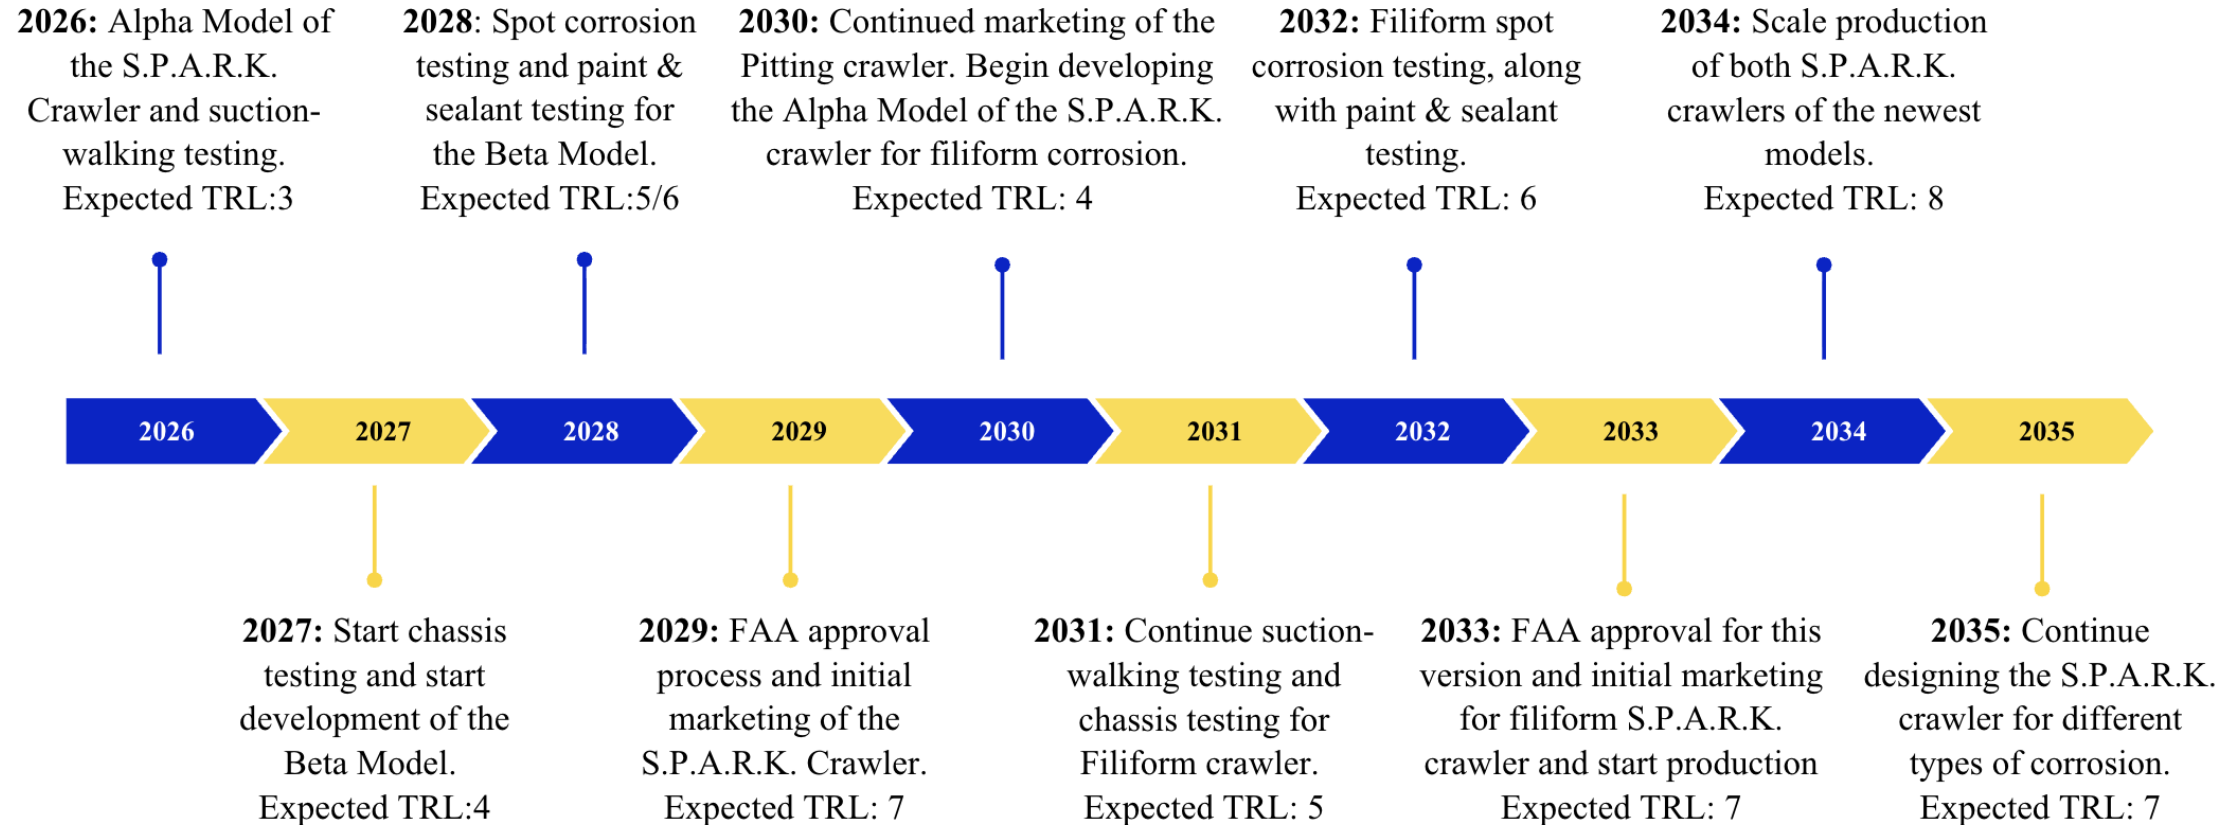 2026: Alpha Model of
the S.P.A.R.K.
Crawler and suction-
walking testing.
Expected TRL:3
2028: Spot corrosion
testing and paint &
sealant testing for
the Beta Model.
Expected TRL:5/6
2030: Continued marketing of the
Pitting crawler. Begin developing
the Alpha Model of the S.P.A.R.K.
crawler for filiform corrosion.
Expected TRL: 4
2032: Filiform spot
corrosion testing, along
with paint & sealant
testing.
Expected TRL: 6
2034: Scale production
of both S.P.A.R.K.
crawlers of the newest
models.
Expected TRL: 8
2026
2027
2028
2029
2030
2031
2032
2033
2034
2035
2027: Start chassis
testing and start
development of the
Beta Model.
Expected TRL:4
2029: FAA approval
process and initial
marketing of the
S.P.A.R.K. Crawler.
Expected TRL: 7
2031: Continue suction-
walking testing and
chassis testing for
Filiform crawler.
Expected TRL: 5
2033: FAA approval for this
version and initial marketing
for filiform S.P.A.R.K.
crawler and start production
Expected TRL: 7
2035: Continue
designing the S.P.A.R.K.
crawler for different
types of corrosion.
Expected TRL: 7